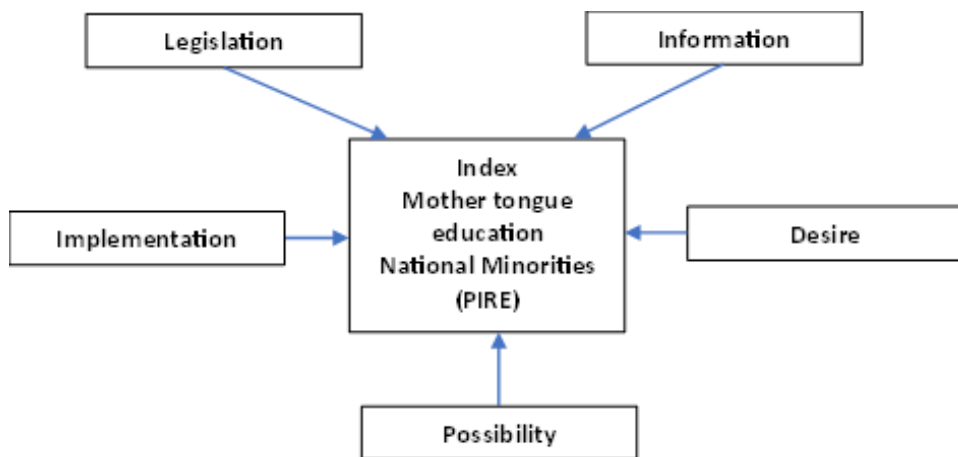 Legislation
Information
Index
Mother tongue
education
National Minorities
(PIRE)
Implementation
Desire
Possibility